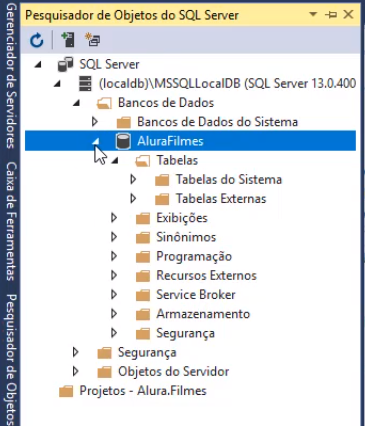 Pesquisador de Objetos do SQL Server
SQL Server
(localdb)\MSSQLLocalDB (SQL Server 13.0.400
Bancos de Dados
Bancos de Dados do Sistema
AluraFilmes
Tabelas
Tabelas do Sistema
Tabelas Externas
Exibições
Sinônimos
Programação
Recursos Externos
Service Broker
Armazenamento
Segurança
Segurança
Objetos do Servidor
Projetos - Alura.Filmes
Gerenciador de Servidores
Caixa de Ferramentas
Pesquisador de Objetos